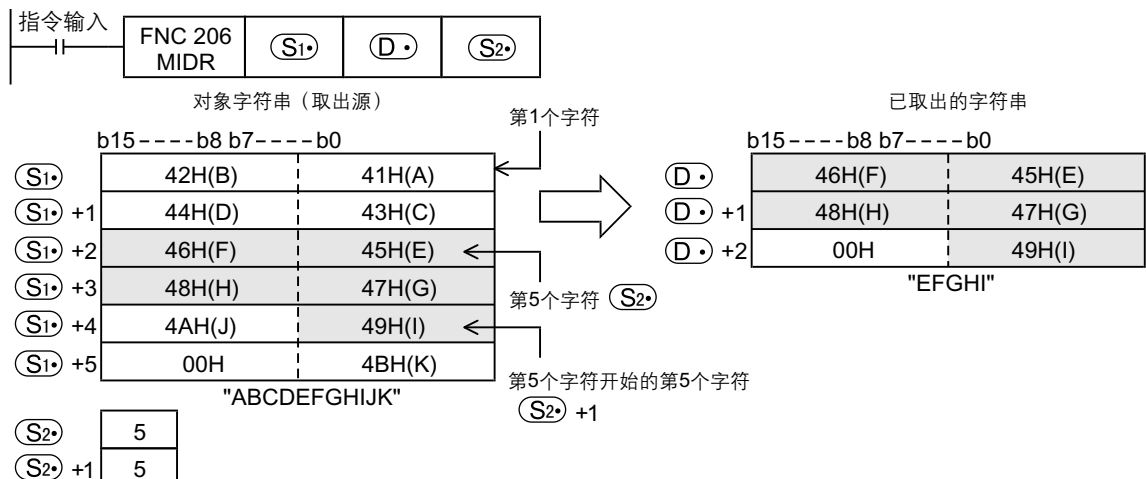 指令输入
FNC 206
MIDR
S1•
D•
S2•
对象字符串（取出源）
b15----b8 b7----b0
第1个字符
S1• 42H(B) 41H(A)
S1• +1 44H(D) 43H(C)
S1• +2 46H(F) 45H(E)
S1• +3 48H(H) 47H(G)
第5个字符 S2•
S1• +4 4AH(J) 49H(I)
S1• +5 00H 4BH(K)
第5个字符开始的第5个字符
S2• +1
"ABCDEFGHIJK"
S2• 5
S2• +1 5
已取出的字符串
b15----b8 b7----b0
D• 46H(F) 45H(E)
D• +1 48H(H) 47H(G)
D• +2 00H 49H(I)
"EFGHI"